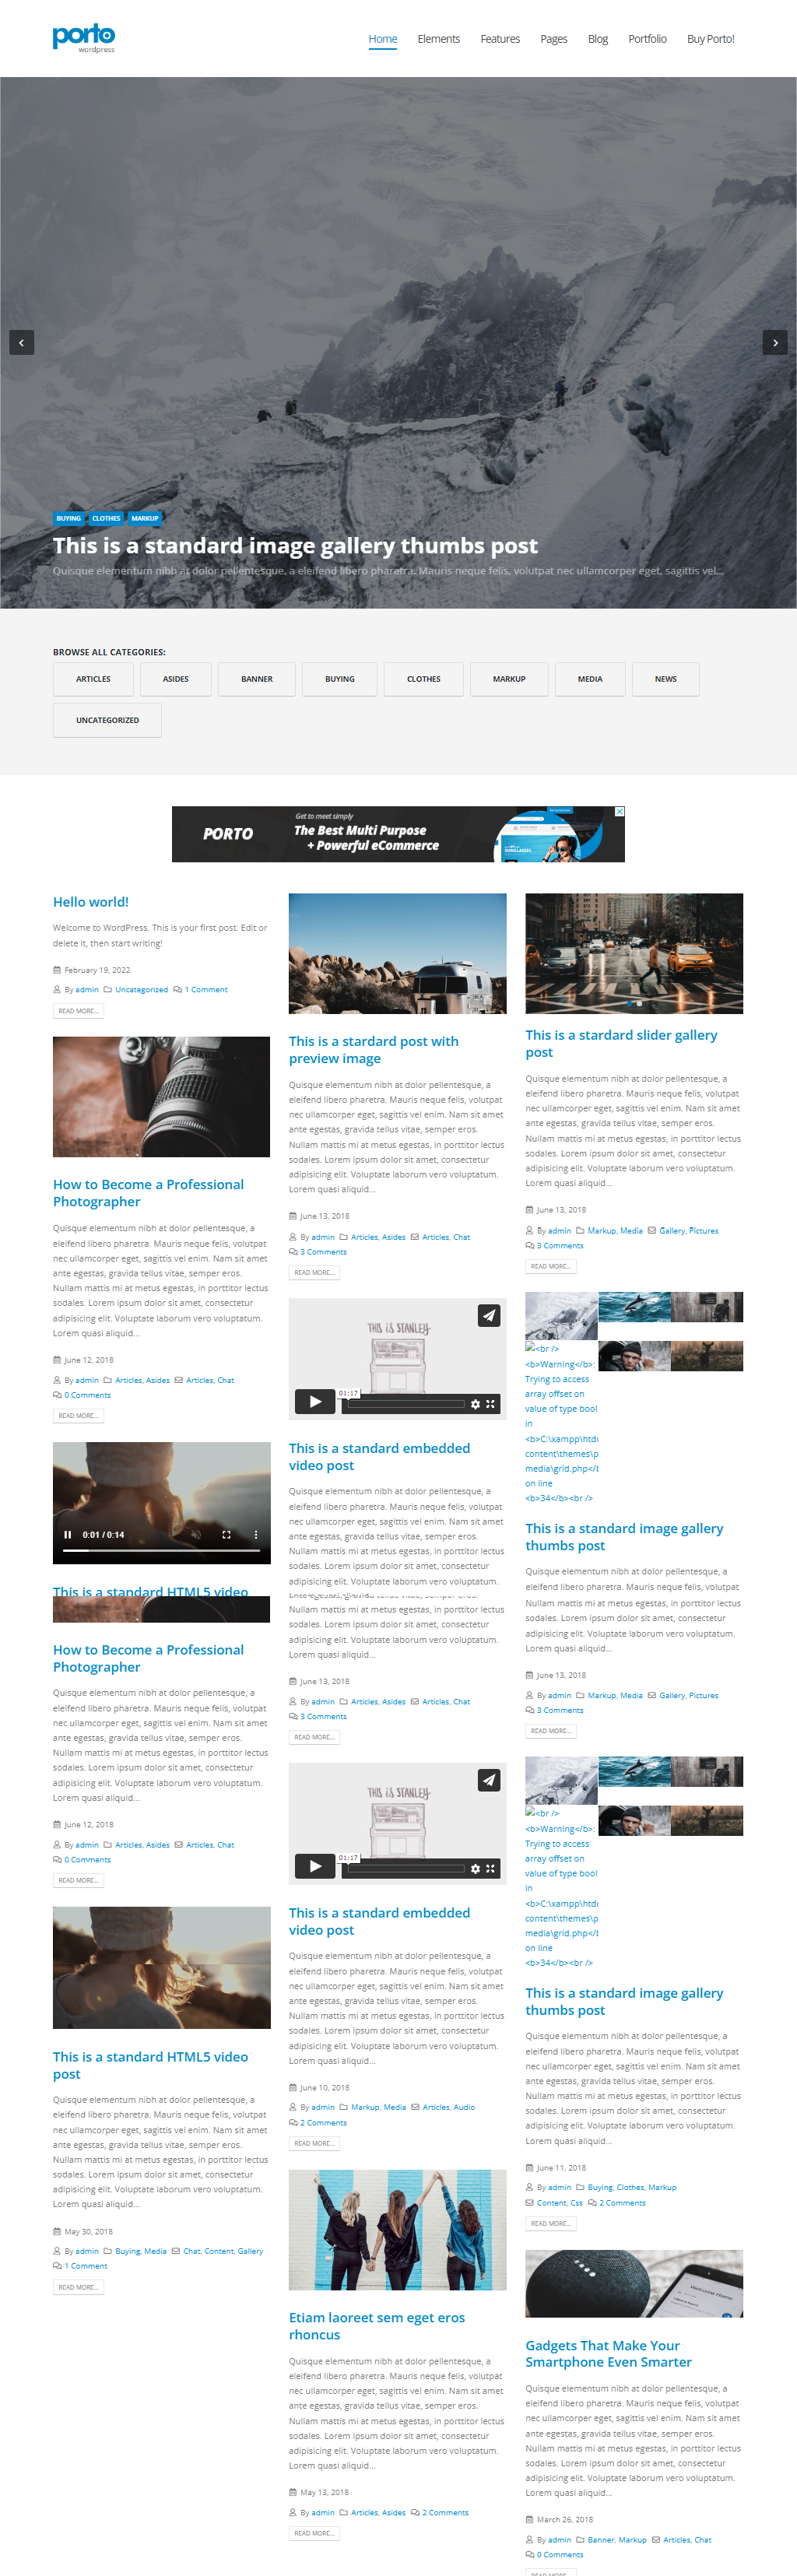 porto
wordpress
Home Elements Features Pages Blog Portfolio Buy Porto!
BUYING CLOTHES MARKUP
This is a standard image gallery thumbs post
Quisque elementum nibh at dolor pellentesque, a eleifend libero pharetra. Mauris neque felis, volutpat nec ullamcorper eget, sagittis vel...
BROWSE ALL CATEGORIES:
ARTICLES ASIDES BANNER BUYING CLOTHES MARKUP MEDIA NEWS
UNCATEGORIZED
PORTO
Get to meet simply
The Best Multi Purpose
+ Powerful eCommerce
SUNGLASSES
Hello world!
Welcome to WordPress. This is your first post. Edit or
delete it, then start writing!
February 19, 2022
By admin Uncategorized 1 Comment
READ MORE...
NIKON
How to Become a Professional
Photographer
Quisque elementum nibh at dolor pellentesque, a
eleifend libero pharetra. Mauris neque felis, volutpat
nec ullamcorper eget, sagittis vel enim. Nam sit amet
ante egestas, gravida tellus vitae, semper eros.
Nullam mattis mi at metus egestas, in porttitor lectus
sodales. Lorem ipsum dolor sit amet, consectetur
adipisicing elit. Voluptate laborum vero voluptatum.
Lorem quasi aliquid...
June 12, 2018
By admin Articles, Asides Articles, Chat
0 Comments
READ MORE...
0:01 / 0:14
This is a standard HTML5 video
How to Become a Professional
Photographer
Quisque elementum nibh at dolor pellentesque, a
eleifend libero pharetra. Mauris neque felis, volutpat
nec ullamcorper eget, sagittis vel enim. Nam sit amet
ante egestas, gravida tellus vitae, semper eros.
Nullam mattis mi at metus egestas, in porttitor lectus
sodales. Lorem ipsum dolor sit amet, consectetur
adipisicing elit. Voluptate laborum vero voluptatum.
Lorem quasi aliquid...
June 12, 2018
By admin Articles, Asides Articles, Chat
0 Comments
READ MORE...
This is a standard HTML5 video
post
Quisque elementum nibh at dolor pellentesque, a
eleifend libero pharetra. Mauris neque felis, volutpat
nec ullamcorper eget, sagittis vel enim. Nam sit amet
ante egestas, gravida tellus vitae, semper eros.
Nullam mattis mi at metus egestas, in porttitor lectus
sodales. Lorem ipsum dolor sit amet, consectetur
adipisicing elit. Voluptate laborum vero voluptatum.
Lorem quasi aliquid...
May 30, 2018
By admin Buying, Media Chat, Content, Gallery
1 Comment
READ MORE...
This is a stardard post with
preview image
Quisque elementum nibh at dolor pellentesque, a
eleifend libero pharetra. Mauris neque felis, volutpat
nec ullamcorper eget, sagittis vel enim. Nam sit amet
ante egestas, gravida tellus vitae, semper eros.
Nullam mattis mi at metus egestas, in porttitor lectus
sodales. Lorem ipsum dolor sit amet, consectetur
adipisicing elit. Voluptate laborum vero voluptatum.
Lorem quasi aliquid...
June 13, 2018
By admin Articles, Asides Articles, Chat
3 Comments
READ MORE...
THIS IS STANLEY
01:17
This is a standard embedded
video post
Quisque elementum nibh at dolor pellentesque, a
eleifend libero pharetra. Mauris neque felis, volutpat
nec ullamcorper eget, sagittis vel enim. Nam sit amet
ante egestas, gravida tellus vitae, semper eros.
Nullam mattis mi at metus egestas, in porttitor lectus
sodales. Lorem ipsum dolor sit amet, consectetur
adipisicing elit. Voluptate laborum vero voluptatum.
Nullam mattis mi at metus egestas, in porttitor lectus
sodales. Lorem ipsum dolor sit amet, consectetur
adipisicing elit. Voluptate laborum vero voluptatum.
Lorem quasi aliquid...
June 13, 2018
By admin Articles, Asides Articles, Chat
3 Comments
READ MORE...
THIS IS STANLEY
01:17
This is a standard embedded
video post
Quisque elementum nibh at dolor pellentesque, a
eleifend libero pharetra. Mauris neque felis, volutpat
nec ullamcorper eget, sagittis vel enim. Nam sit amet
ante egestas, gravida tellus vitae, semper eros.
Nullam mattis mi at metus egestas, in porttitor lectus
sodales. Lorem ipsum dolor sit amet, consectetur
adipisicing elit. Voluptate laborum vero voluptatum.
Lorem quasi aliquid...
June 10, 2018
By admin Markup, Media Articles, Audio
2 Comments
READ MORE...
Etiam laoreet sem eget eros
rhoncus
Quisque elementum nibh at dolor pellentesque, a
eleifend libero pharetra. Mauris neque felis, volutpat
nec ullamcorper eget, sagittis vel enim. Nam sit amet
ante egestas, gravida tellus vitae, semper eros.
Nullam mattis mi at metus egestas, in porttitor lectus
sodales. Lorem ipsum dolor sit amet, consectetur
adipisicing elit. Voluptate laborum vero voluptatum.
Lorem quasi aliquid...
May 13, 2018
By admin Articles, Asides 2 Comments
READ MORE...
This is a stardard slider gallery
post
Quisque elementum nibh at dolor pellentesque, a
eleifend libero pharetra. Mauris neque felis, volutpat
nec ullamcorper eget, sagittis vel enim. Nam sit amet
ante egestas, gravida tellus vitae, semper eros.
Nullam mattis mi at metus egestas, in porttitor lectus
sodales. Lorem ipsum dolor sit amet, consectetur
adipisicing elit. Voluptate laborum vero voluptatum.
Lorem quasi aliquid...
June 13, 2018
By admin Markup, Media Gallery, Pictures
3 Comments
READ MORE...
<br />
<b>Warning</b>:
Trying to access
array offset on
value of type bool
in
<b>C:\xampp\htdo
content\themes\p
media\grid.php</b
on line
<b>34</b><br />
This is a standard image gallery
thumbs post
Quisque elementum nibh at dolor pellentesque, a
eleifend libero pharetra. Mauris neque felis, volutpat
Nullam mattis mi at metus egestas, in porttitor lectus
sodales. Lorem ipsum dolor sit amet, consectetur
adipisicing elit. Voluptate laborum vero voluptatum.
Lorem quasi aliquid...
June 13, 2018
By admin Markup, Media Gallery, Pictures
3 Comments
READ MORE...
<br />
<b>Warning</b>:
Trying to access
array offset on
value of type bool
in
<b>C:\xampp\htdo
content\themes\p
media\grid.php</b
on line
<b>34</b><br />
This is a standard image gallery
thumbs post
Quisque elementum nibh at dolor pellentesque, a
eleifend libero pharetra. Mauris neque felis, volutpat
nec ullamcorper eget, sagittis vel enim. Nam sit amet
ante egestas, gravida tellus vitae, semper eros.
Nullam mattis mi at metus egestas, in porttitor lectus
sodales. Lorem ipsum dolor sit amet, consectetur
adipisicing elit. Voluptate laborum vero voluptatum.
Lorem quasi aliquid...
June 11, 2018
By admin Buying, Clothes, Markup
Content, Css 2 Comments
READ MORE...
Welcome Home
Gadgets That Make Your
Smartphone Even Smarter
Quisque elementum nibh at dolor pellentesque, a
eleifend libero pharetra. Mauris neque felis, volutpat
nec ullamcorper eget, sagittis vel enim. Nam sit amet
ante egestas, gravida tellus vitae, semper eros.
Nullam mattis mi at metus egestas, in porttitor lectus
sodales. Lorem ipsum dolor sit amet, consectetur
adipisicing elit. Voluptate laborum vero voluptatum.
Lorem quasi aliquid...
March 26, 2018
By admin Banner, Markup Articles, Chat
0 Comments
READ MORE...